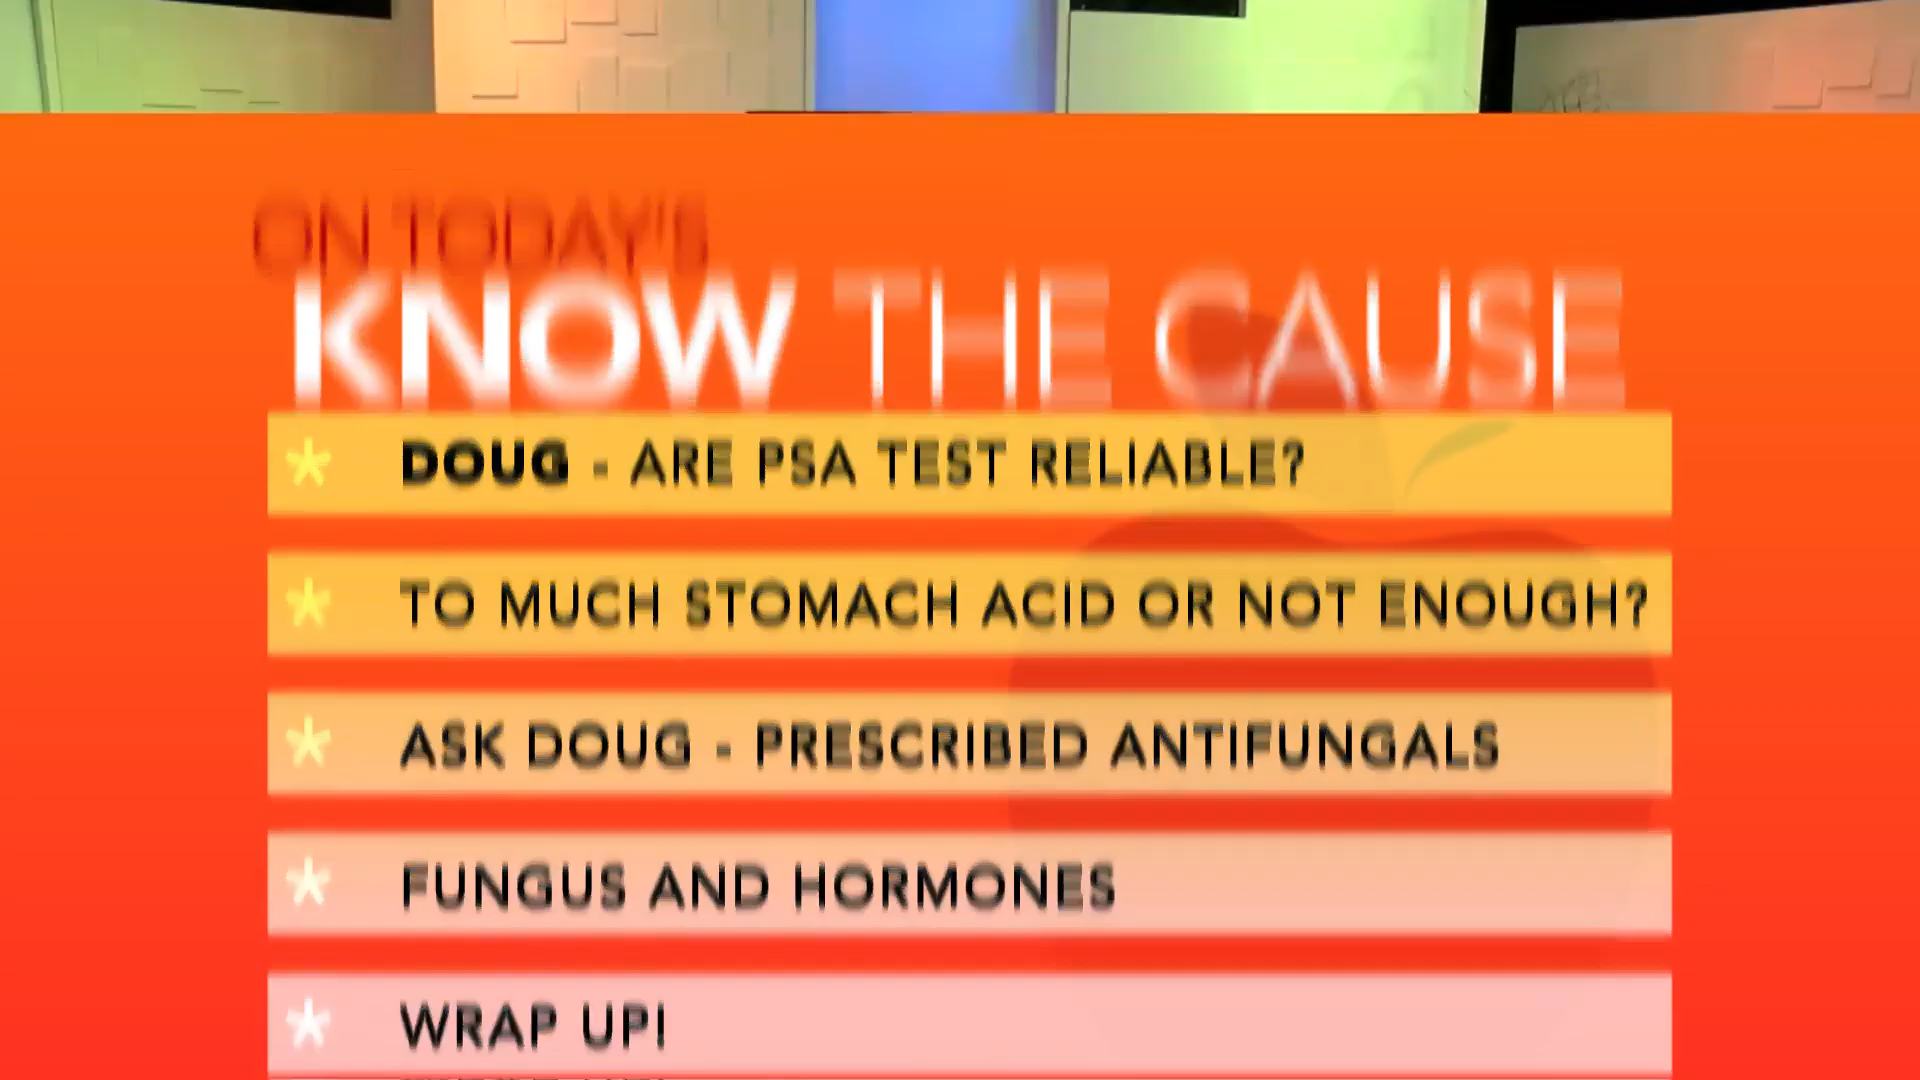 ON TODAY'S
KNOW THE CAUSE
* DOUG - ARE PSA TEST RELIABLE?
* TO MUCH STOMACH ACID OR NOT ENOUGH?
* ASK DOUG - PRESCRIBED ANTIFUNGALS
* FUNGUS AND HORMONES
* WRAP UP!